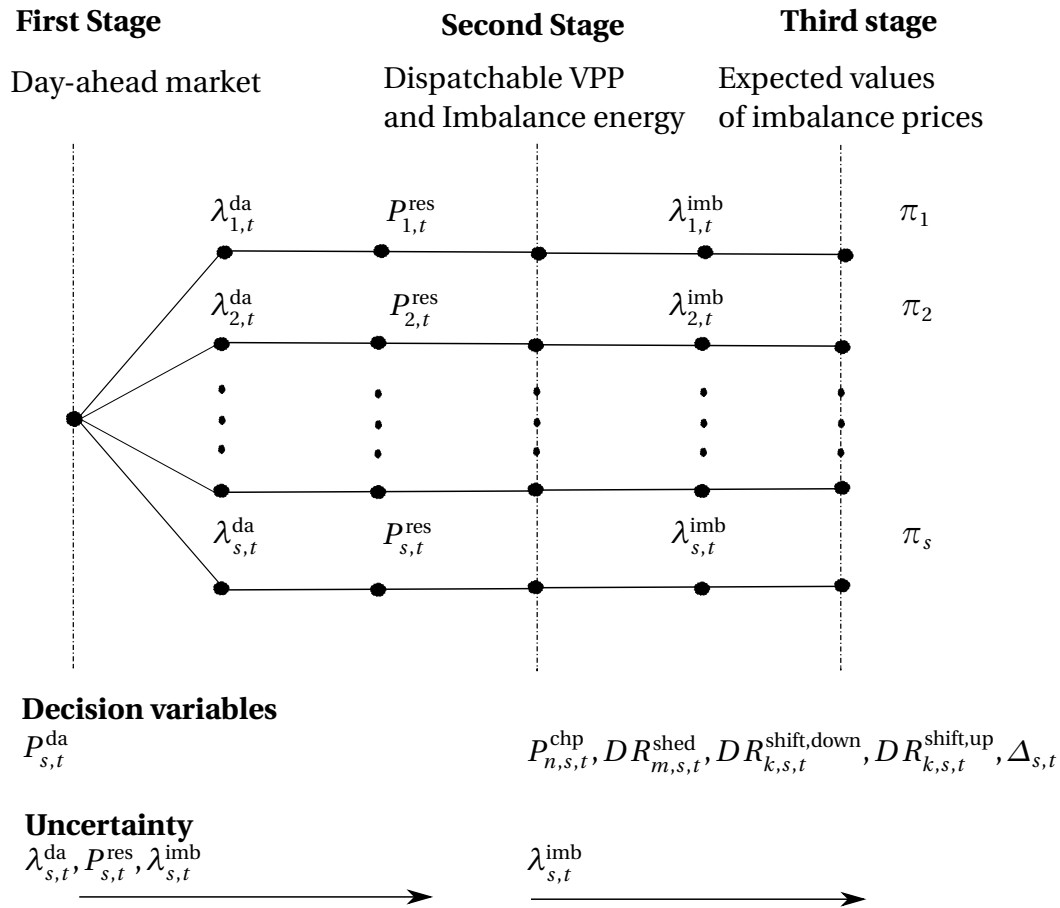 First Stage Second Stage Third stage
Day-ahead market Dispatchable VPP and Imbalance energy Expected values of imbalance prices
λ^da_{1,t} P^res_{1,t} λ^imb_{1,t} π_1
λ^da_{2,t} P^res_{2,t} λ^imb_{2,t} π_2
λ^da_{s,t} P^res_{s,t} λ^imb_{s,t} π_s
Decision variables
P^da_{s,t} P^chp_{n,s,t}, DR^shed_{m,s,t}, DR^shift,down_{k,s,t}, DR^shift,up_{k,s,t}, Δ_{s,t}
Uncertainty
λ^da_{s,t}, P^res_{s,t}, λ^imb_{s,t} λ^imb_{s,t}